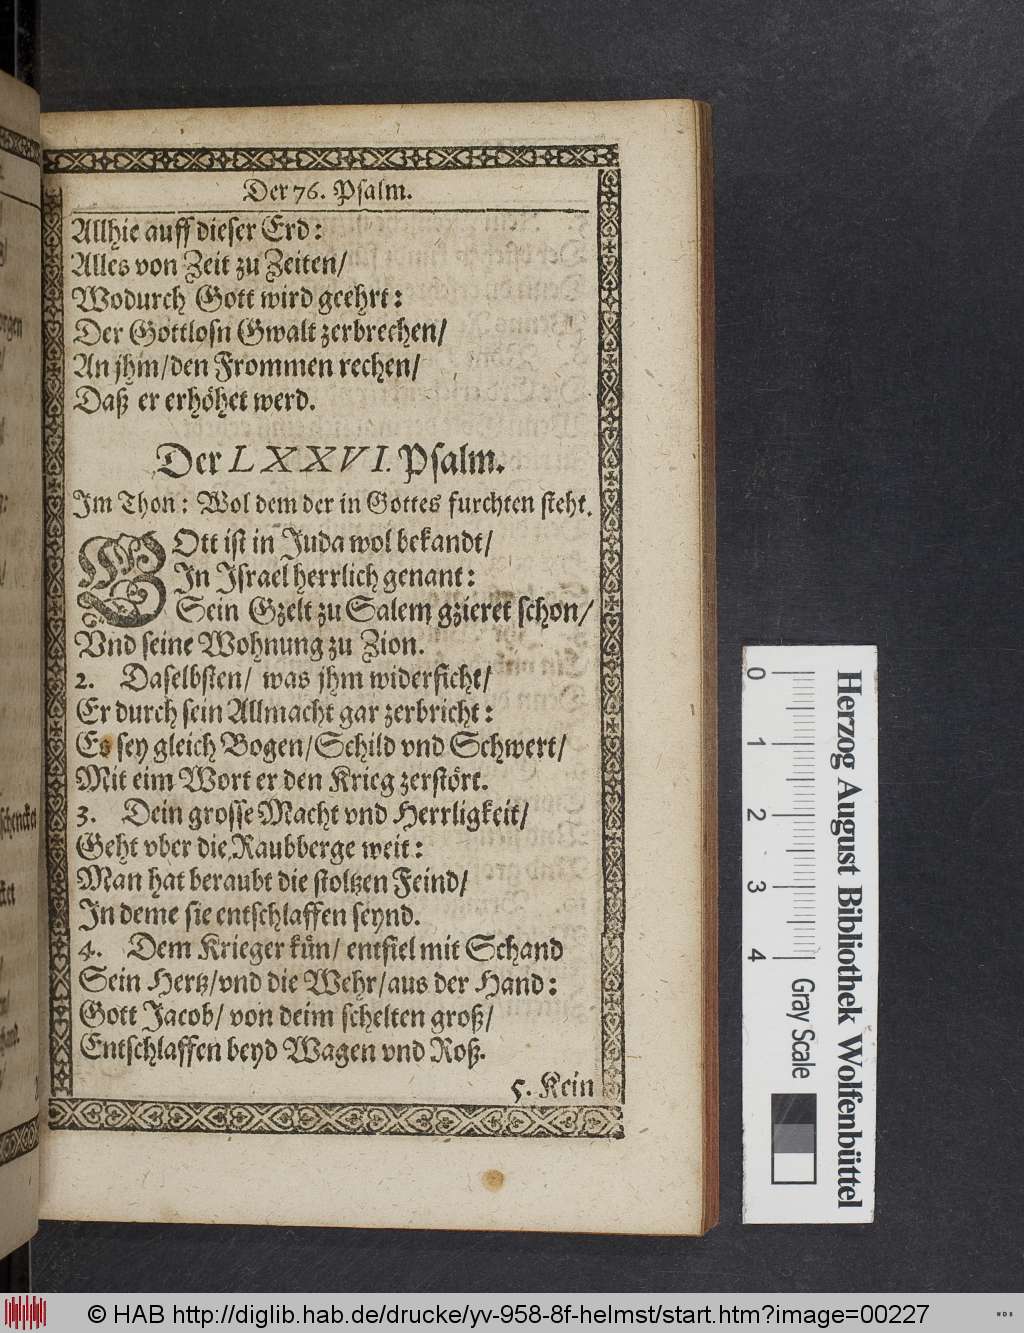 Der 76. Psalm.
Allhie auff dieser Erd:
Alles von Zeit zu Zeiten/
Wodurch Gott wird geehrt:
Der Gottlosn Gwalt zerbrechen/
An jhm/den Frommen rechen/
Daß er erhöhet werd.
Der LXXVI. Psalm.
Im Thon: Wol dem der in Gottes furchten steht.
GOtt ist in Juda wol bekandt/
In Israel herrlich genant:
Sein Gzelt zu Salem gzieret schon/
Vnd seine Wohnung zu Zion.
2. Daselbsten/ was jhm widerficht/
Er durch sein Allmacht gar zerbricht:
Es sey gleich Bogen/Schild vnd Schwert/
Mit eim Wort er den Krieg zerstört.
3. Dein grosse Macht vnd Herrligkeit/
Geht vber die Raubberge weit:
Man hat beraubt die stoltzen Feind/
In deme sie entschlaffen seynd.
4. Dem Krieger kün/ entfiel mit Schand
Sein Hertz/vnd die Wehr/aus der Hand:
Gott Jacob/ von deim schelten groß/
Entschlaffen beyd Wagen vnd Roß.
5. Kein
0 1 2 3 4
Gray Scale
Herzog August Bibliothek Wolfenbüttel
© HAB http://diglib.hab.de/drucke/yv-958-8f-helmst/start.htm?image=00227